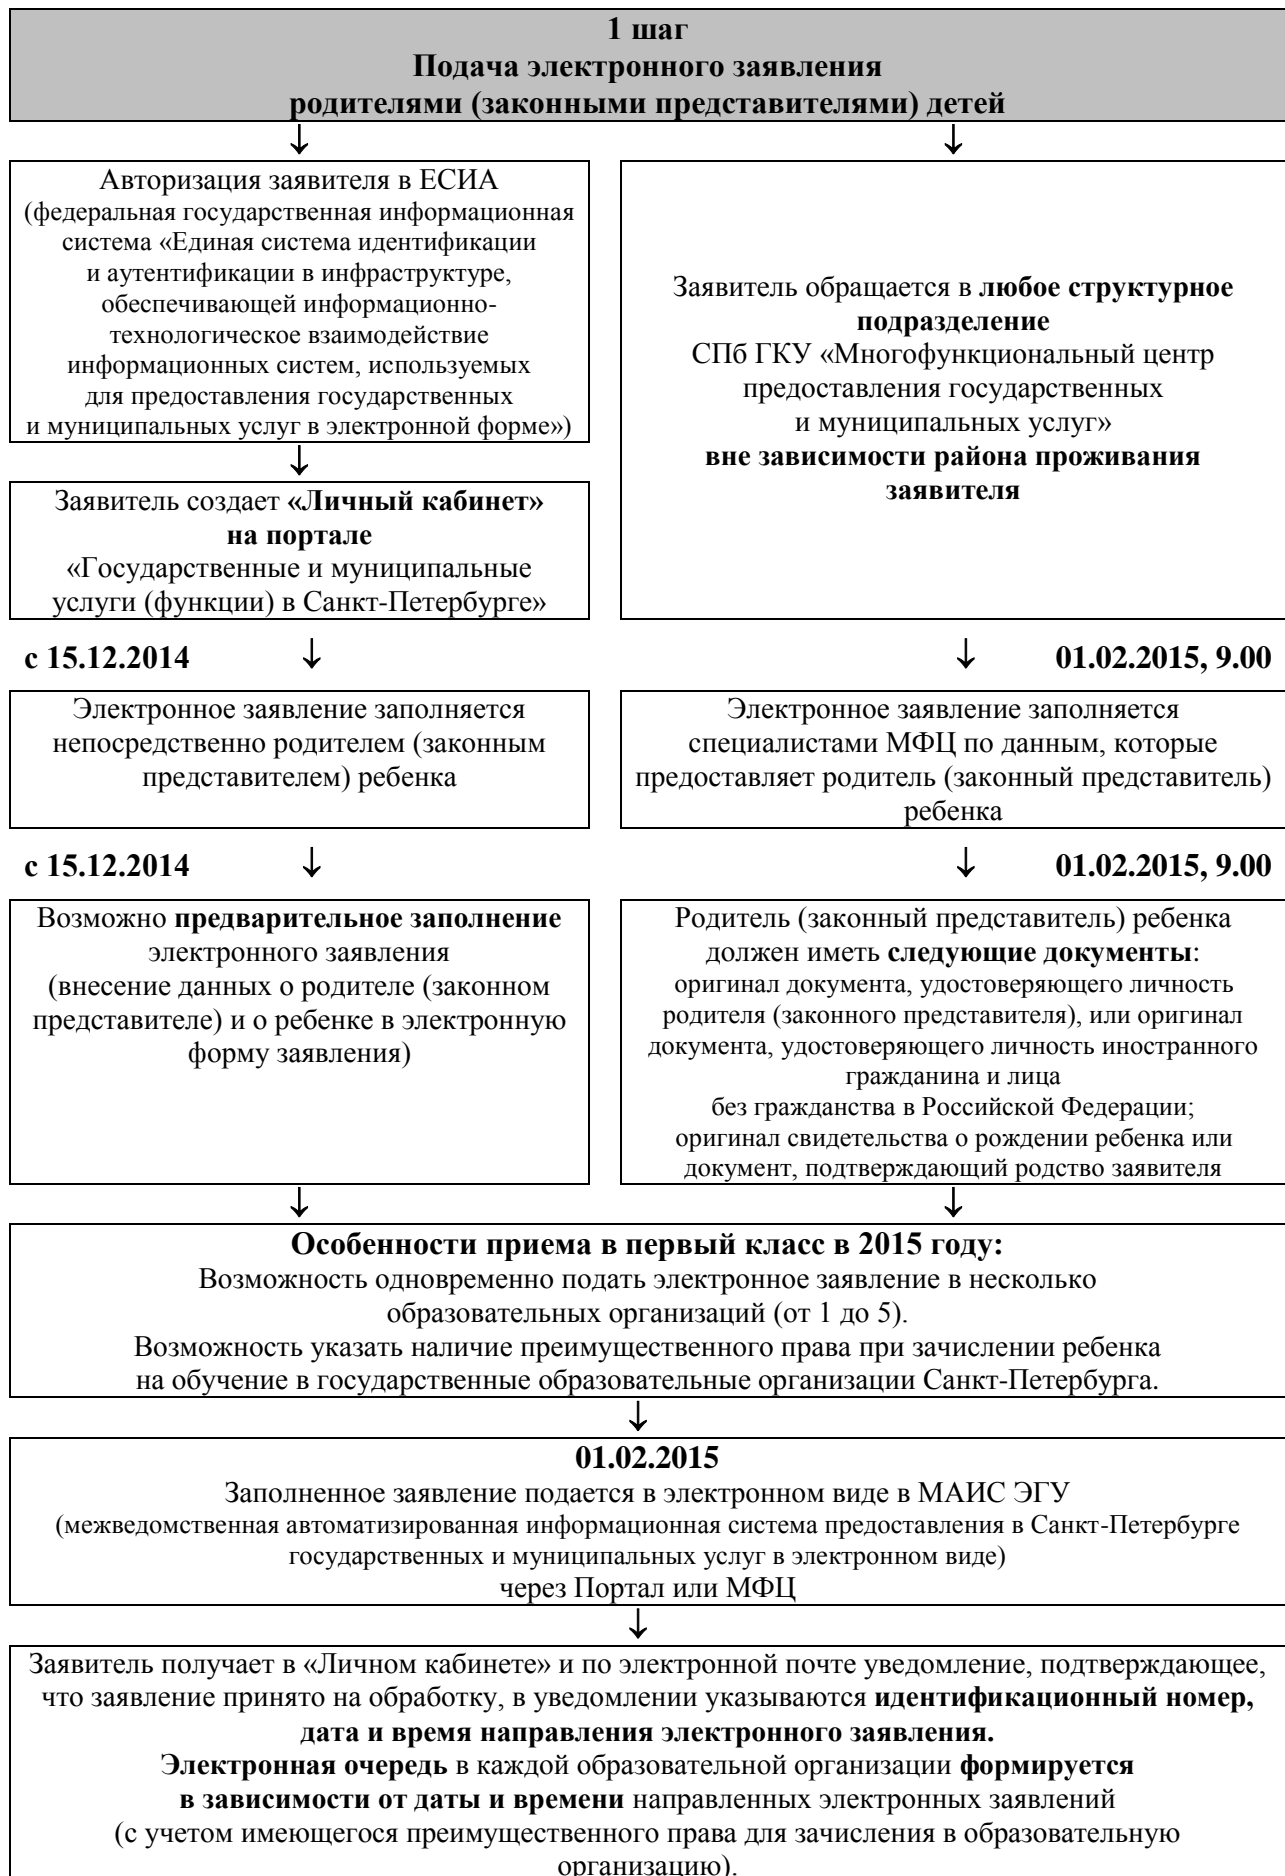 1 шаг
Подача электронного заявления
родителями (законными представителями) детей
↓
↓
Авторизация заявителя в ЕСИА
(федеральная государственная информационная
система «Единая система идентификации
и аутентификации в инфраструктуре,
обеспечивающей информационно-
технологическое взаимодействие
информационных систем, используемых
для предоставления государственных
и муниципальных услуг в электронной форме»)
↓
Заявитель создает «Личный кабинет»
на портале
«Государственные и муниципальные
услуги (функции) в Санкт-Петербурге»
Заявитель обращается в любое структурное
подразделение
СПб ГКУ «Многофункциональный центр
предоставления государственных
и муниципальных услуг»
вне зависимости района проживания
заявителя
с 15.12.2014 ↓
↓ 01.02.2015, 9.00
Электронное заявление заполняется
непосредственно родителем (законным
представителем) ребенка
Электронное заявление заполняется
специалистами МФЦ по данным, которые
предоставляет родитель (законный представитель)
ребенка
с 15.12.2014 ↓
↓ 01.02.2015, 9.00
Возможно предварительное заполнение
электронного заявления
(внесение данных о родителе (законном
представителе) и о ребенке в электронную
форму заявления)
Родитель (законный представитель) ребенка
должен иметь следующие документы:
оригинал документа, удостоверяющего личность
родителя (законного представителя), или оригинал
документа, удостоверяющего личность иностранного
гражданина и лица
без гражданства в Российской Федерации;
оригинал свидетельства о рождении ребенка или
документ, подтверждающий родство заявителя
↓
↓
Особенности приема в первый класс в 2015 году:
Возможность одновременно подать электронное заявление в несколько
образовательных организаций (от 1 до 5).
Возможность указать наличие преимущественного права при зачислении ребенка
на обучение в государственные образовательные организации Санкт-Петербурга.
↓
01.02.2015
Заполненное заявление подается в электронном виде в МАИС ЭГУ
(межведомственная автоматизированная информационная система предоставления в Санкт-Петербурге
государственных и муниципальных услуг в электронном виде)
через Портал или МФЦ
↓
Заявитель получает в «Личном кабинете» и по электронной почте уведомление, подтверждающее,
что заявление принято на обработку, в уведомлении указываются идентификационный номер,
дата и время направления электронного заявления.
Электронная очередь в каждой образовательной организации формируется
в зависимости от даты и времени направленных электронных заявлений
(с учетом имеющегося преимущественного права для зачисления в образовательную
организацию).